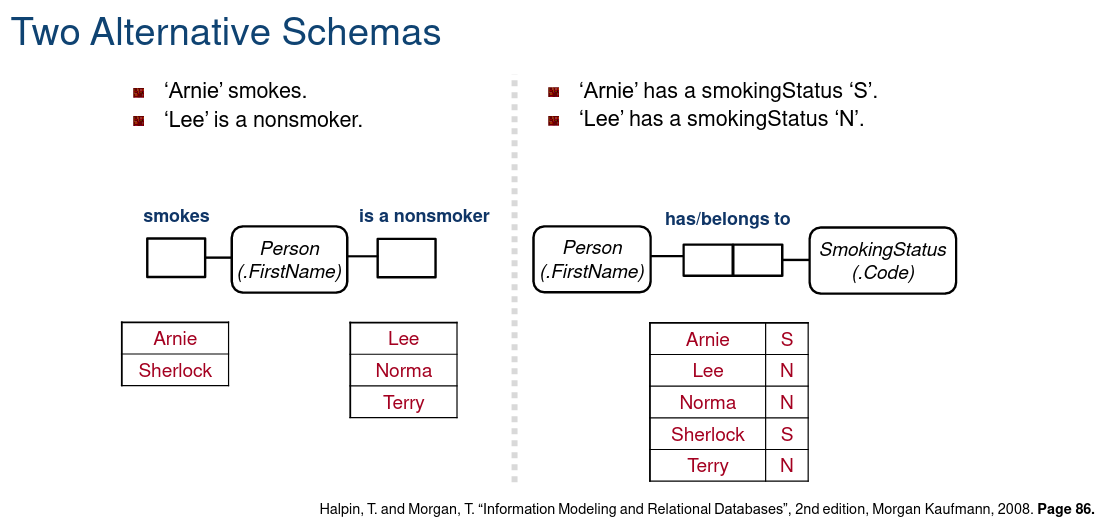 Two Alternative Schemas
‘Arnie’ smokes.
‘Lee’ is a nonsmoker.
smokes
is a nonsmoker
Person
(.FirstName)
Arnie
Sherlock
Lee
Norma
Terry
‘Arnie’ has a smokingStatus ‘S’.
‘Lee’ has a smokingStatus ‘N’.
has/belongs to
Person
(.FirstName)
SmokingStatus
(.Code)
Arnie S
Lee N
Norma N
Sherlock S
Terry N
Halpin, T. and Morgan, T. “Information Modeling and Relational Databases”, 2nd edition, Morgan Kaufmann, 2008. Page 86.